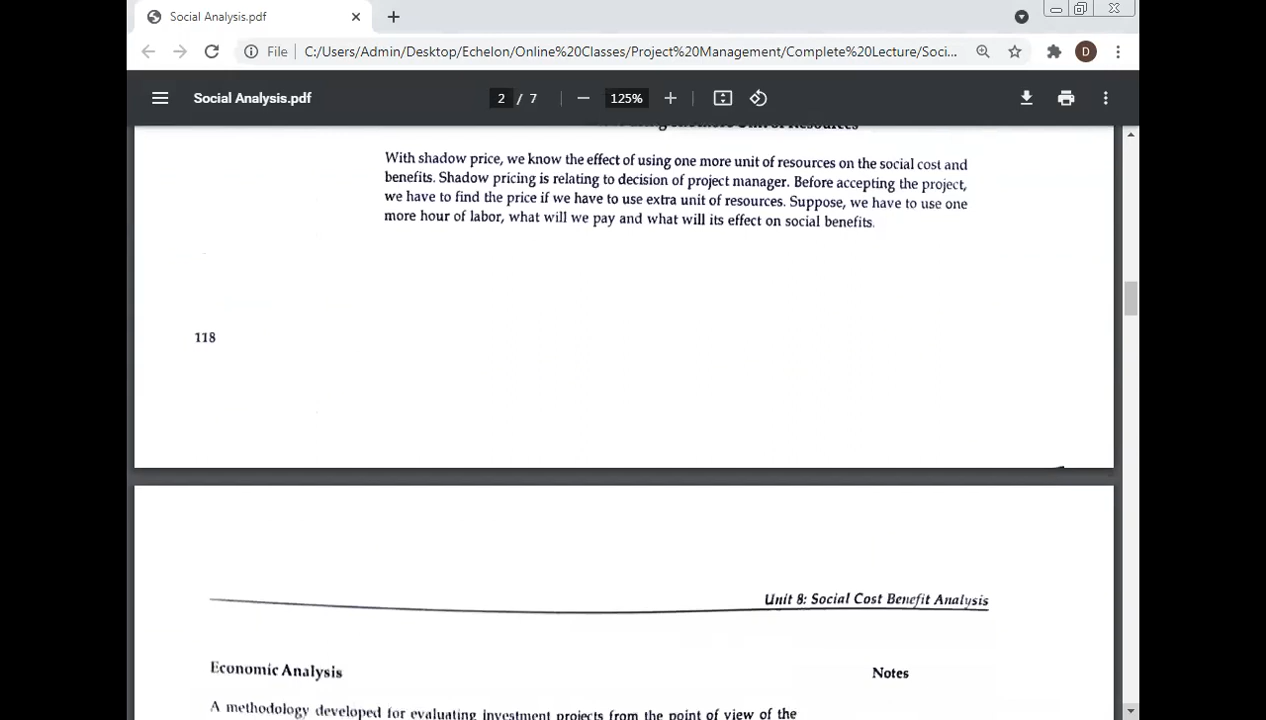 Social Analysis.pdf
File C:/Users/Admin/Desktop/Echelon/Online%20Classes/Project%20Management/Complete%20Lecture/Soci...
D
Social Analysis.pdf
2 / 7
125%
Unit of Resources
With shadow price, we know the effect of using one more unit of resources on the social cost and
benefits. Shadow pricing is relating to decision of project manager. Before accepting the project,
we have to find the price if we have to use extra unit of resources. Suppose, we have to use one
more hour of labor, what will we pay and what will its effect on social benefits.
118
Unit 8: Social Cost Benefit Analysis
Economic Analysis
Notes
A methodology developed for evaluating investment projects from the point of view of the